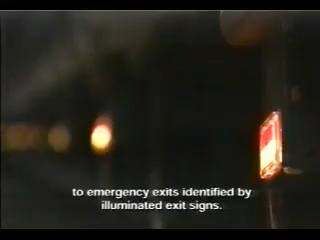 to emergency exits identified by
illuminated exit signs.